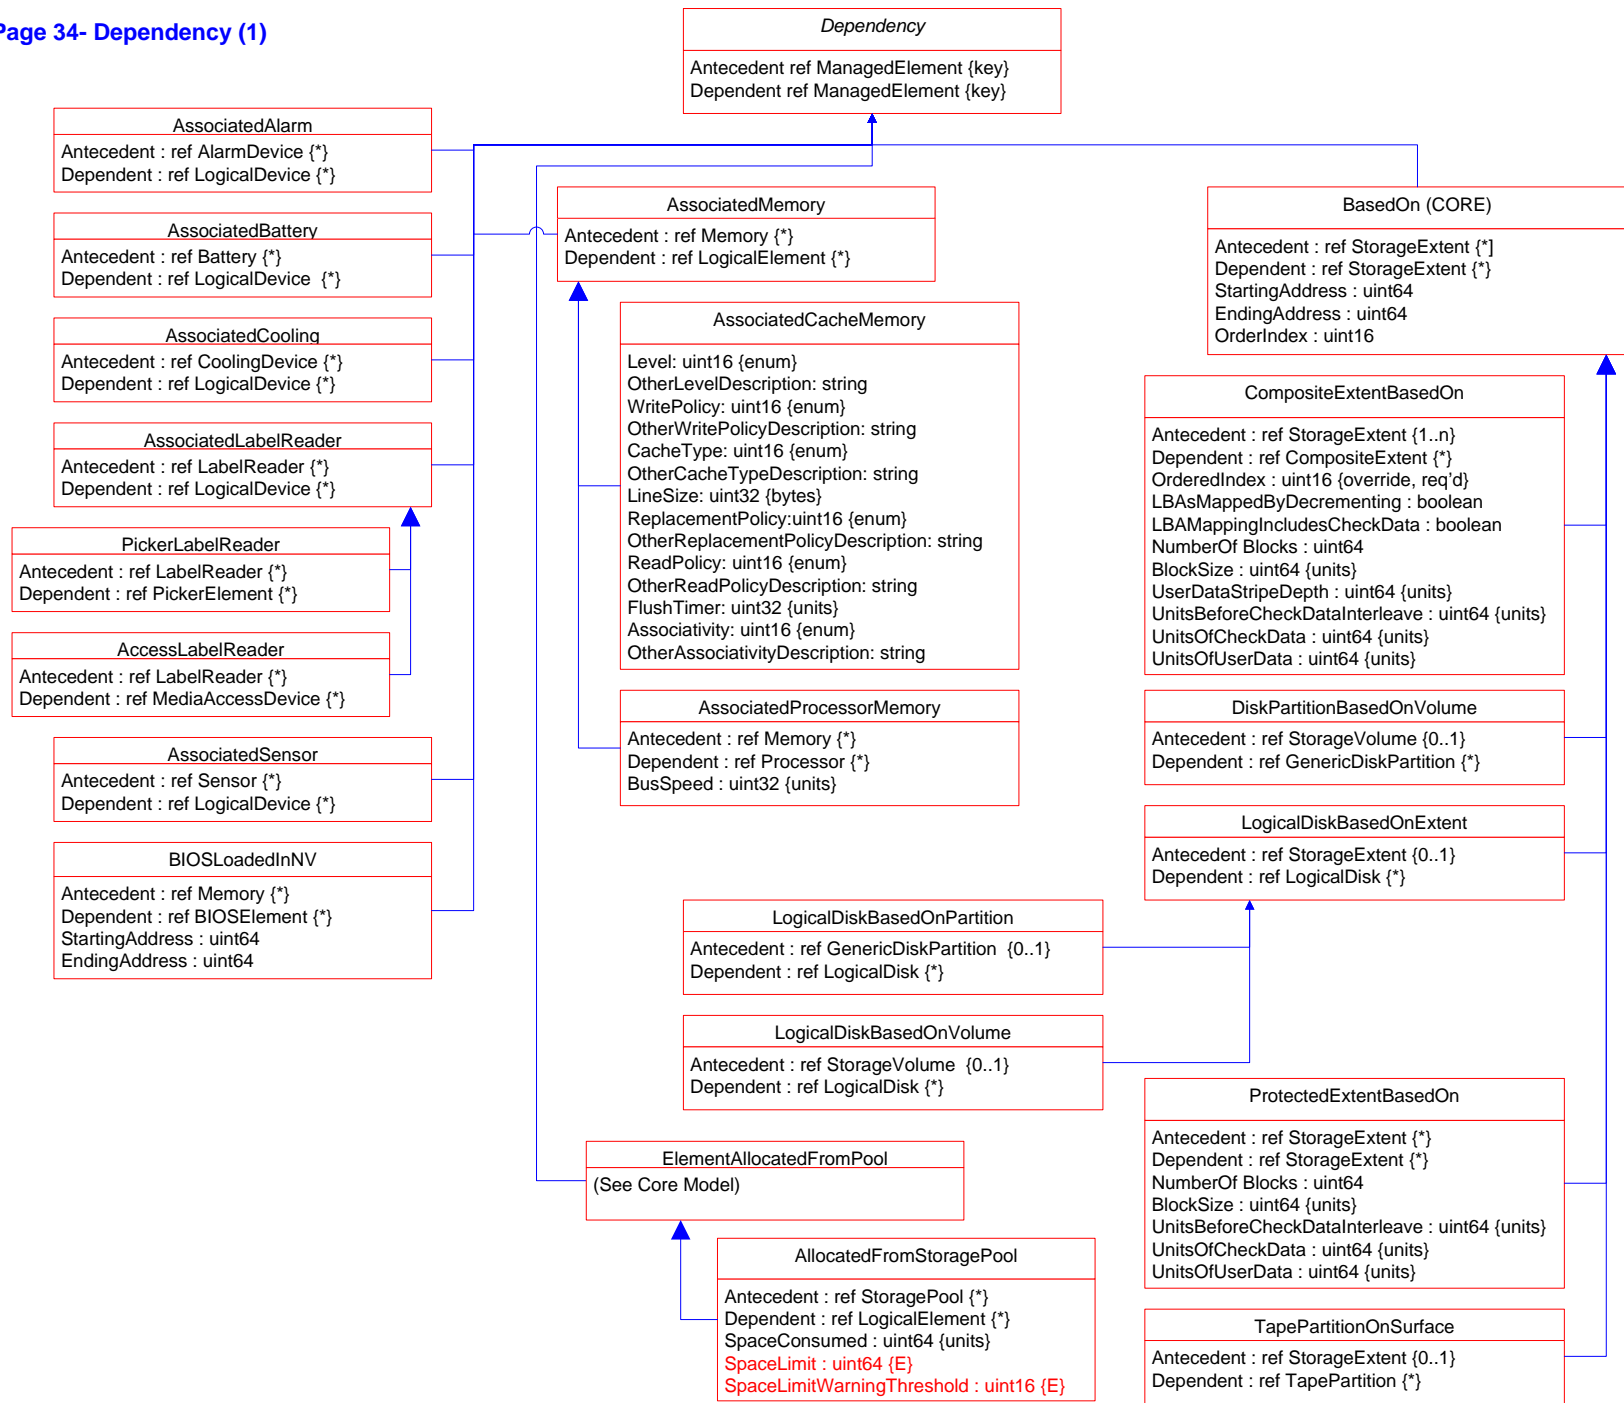 Page 34- Dependency (1)
Dependency
Antecedent ref ManagedElement {key}
Dependent ref ManagedElement {key}
AssociatedAlarm
Antecedent : ref AlarmDevice {*}
Dependent : ref LogicalDevice {*}
AssociatedBattery
Antecedent : ref Battery {*}
Dependent : ref LogicalDevice  {*}
AssociatedCooling
Antecedent : ref CoolingDevice {*}
Dependent : ref LogicalDevice {*}
AssociatedLabelReader
Antecedent : ref LabelReader {*}
Dependent : ref LogicalDevice {*}
PickerLabelReader
Antecedent : ref LabelReader {*}
Dependent : ref PickerElement {*}
AccessLabelReader
Antecedent : ref LabelReader {*}
Dependent : ref MediaAccessDevice {*}
AssociatedSensor
Antecedent : ref Sensor {*}
Dependent : ref LogicalDevice {*}
BIOSLoadedInNV
Antecedent : ref Memory {*}
Dependent : ref BIOSElement {*}
StartingAddress : uint64
EndingAddress : uint64
AssociatedMemory
Antecedent : ref Memory {*}
Dependent : ref LogicalElement {*}
AssociatedCacheMemory
Level: uint16 {enum}
OtherLevelDescription: string
WritePolicy: uint16 {enum}
OtherWritePolicyDescription: string
CacheType: uint16 {enum}
OtherCacheTypeDescription: string
LineSize: uint32 {bytes}
ReplacementPolicy:uint16 {enum}
OtherReplacementPolicyDescription: string
ReadPolicy: uint16 {enum}
OtherReadPolicyDescription: string
FlushTimer: uint32 {units}
Associativity: uint16 {enum}
OtherAssociativityDescription: string
AssociatedProcessorMemory
Antecedent : ref Memory {*}
Dependent : ref Processor {*}
BusSpeed : uint32 {units}
LogicalDiskBasedOnPartition
Antecedent : ref GenericDiskPartition  {0..1}
Dependent : ref LogicalDisk {*}
LogicalDiskBasedOnVolume
Antecedent : ref StorageVolume  {0..1}
Dependent : ref LogicalDisk {*}
ElementAllocatedFromPool
(See Core Model)
AllocatedFromStoragePool
Antecedent : ref StoragePool {*}
Dependent : ref LogicalElement {*}
SpaceConsumed : uint64 {units}
SpaceLimit : uint64 {E}
SpaceLimitWarningThreshold : uint16 {E}
BasedOn (CORE)
Antecedent : ref StorageExtent {*]
Dependent : ref StorageExtent {*}
StartingAddress : uint64
EndingAddress : uint64
OrderIndex : uint16
CompositeExtentBasedOn
Antecedent : ref StorageExtent {1..n}
Dependent : ref CompositeExtent {*}
OrderedIndex : uint16 {override, req'd}
LBAsMappedByDecrementing : boolean
LBAMappingIncludesCheckData : boolean
NumberOf Blocks : uint64
BlockSize : uint64 {units}
UserDataStripeDepth : uint64 {units}
UnitsBeforeCheckDataInterleave : uint64 {units}
UnitsOfCheckData : uint64 {units}
UnitsOfUserData : uint64 {units}
DiskPartitionBasedOnVolume
Antecedent : ref StorageVolume {0..1}
Dependent : ref GenericDiskPartition {*}
LogicalDiskBasedOnExtent
Antecedent : ref StorageExtent {0..1}
Dependent : ref LogicalDisk {*}
ProtectedExtentBasedOn
Antecedent : ref StorageExtent {*}
Dependent : ref StorageExtent {*}
NumberOf Blocks : uint64
BlockSize : uint64 {units}
UnitsBeforeCheckDataInterleave : uint64 {units}
UnitsOfCheckData : uint64 {units}
UnitsOfUserData : uint64 {units}
TapePartitionOnSurface
Antecedent : ref StorageExtent {0..1}
Dependent : ref TapePartition {*}